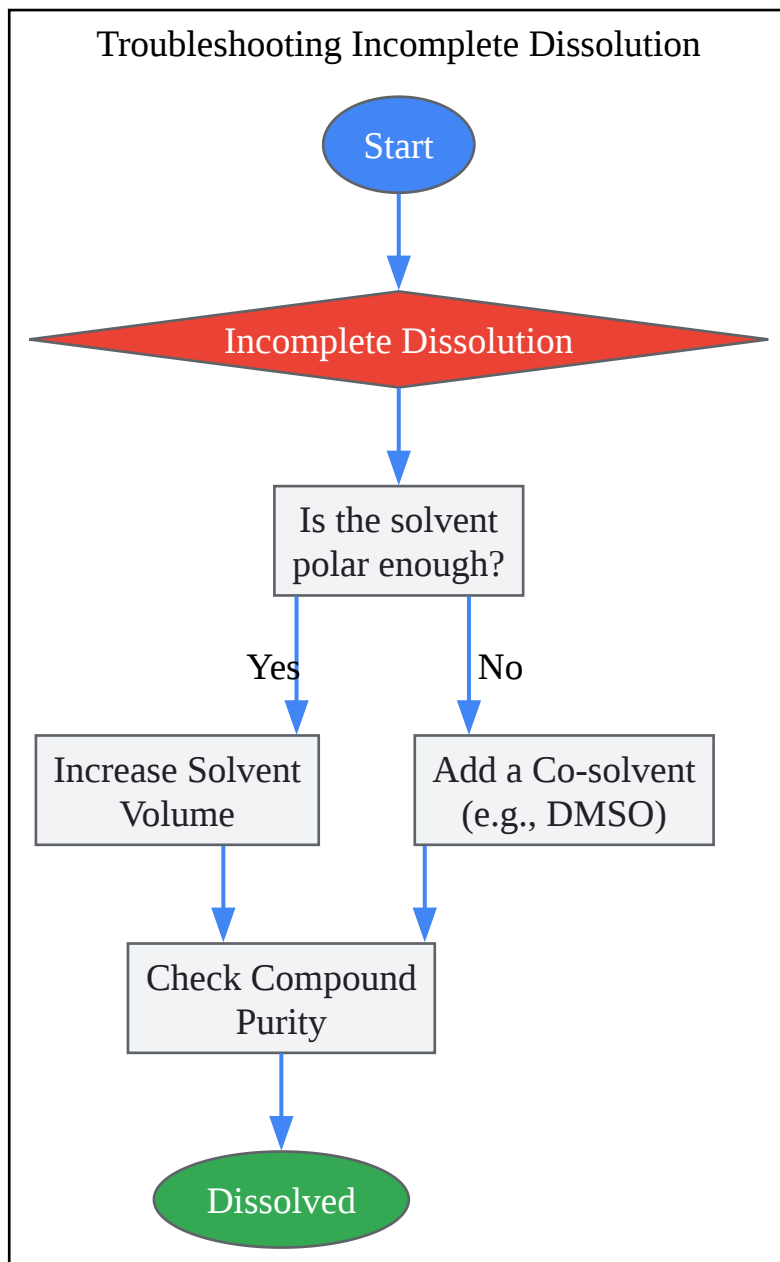 Troubleshooting Incomplete Dissolution
Start
Incomplete Dissolution
Is the solvent
polar enough?
Yes
No
Increase Solvent
Volume
Add a Co-solvent
(e.g., DMSO)
Check Compound
Purity
Dissolved